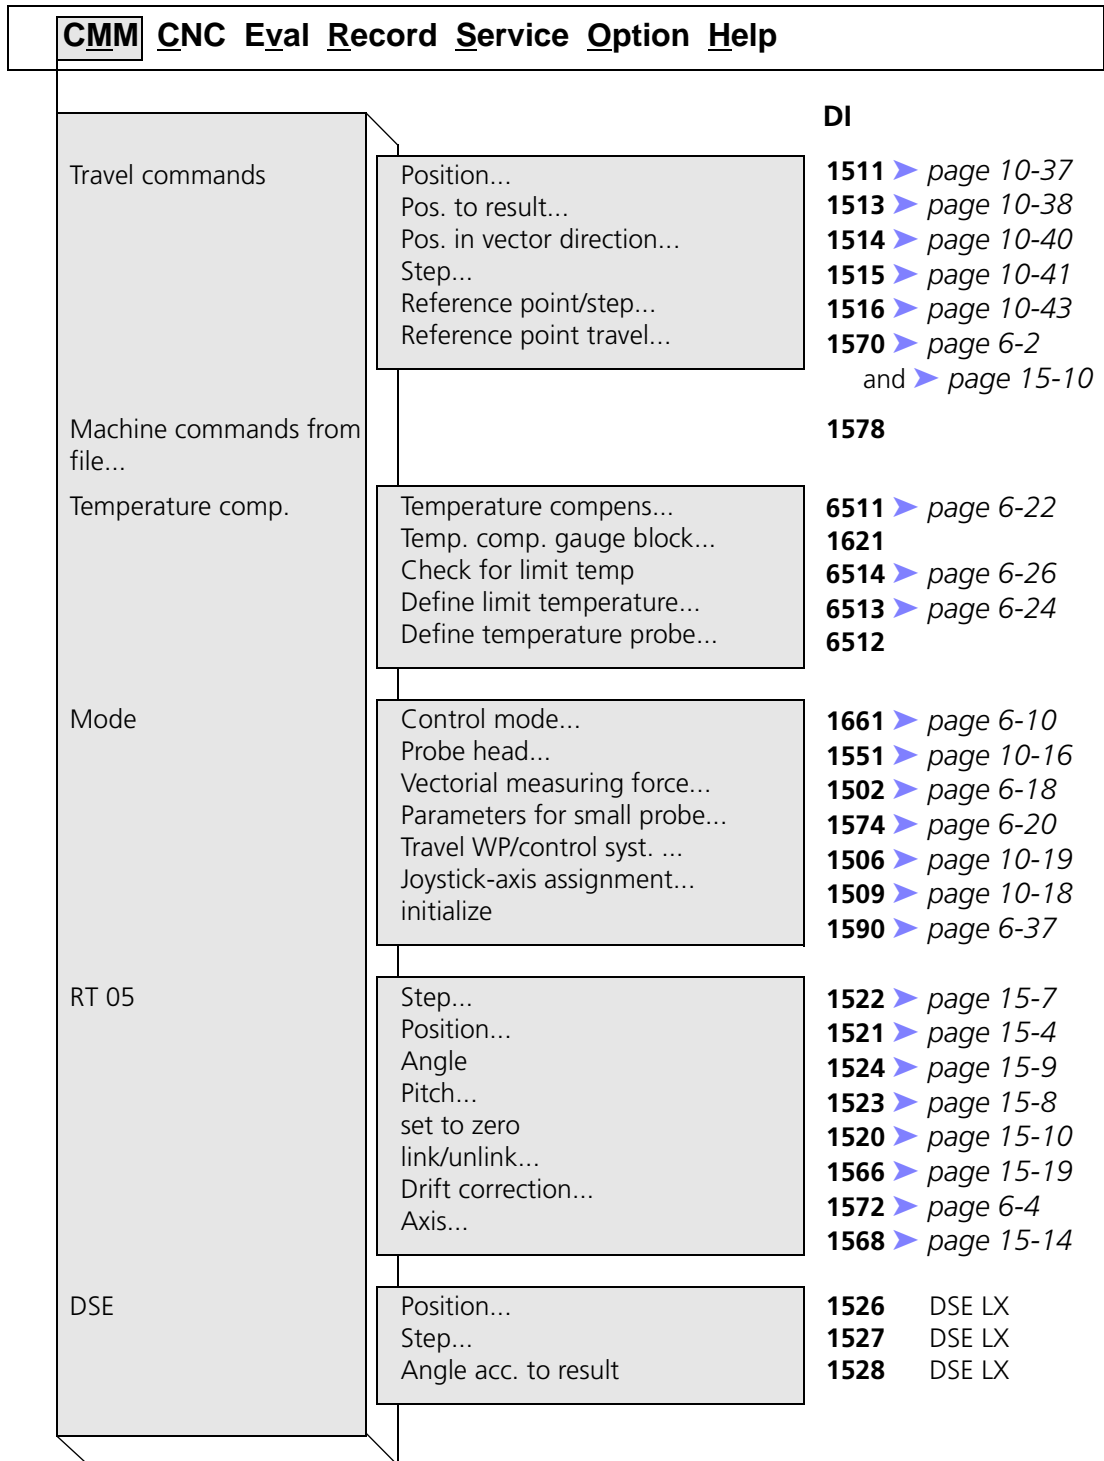 CMM CNC Eval Record Service Option Help
DI
Travel commands
Position... 1511 ➤ page 10-37
Pos. to result... 1513 ➤ page 10-38
Pos. in vector direction... 1514 ➤ page 10-40
Step... 1515 ➤ page 10-41
Reference point/step... 1516 ➤ page 10-43
Reference point travel... 1570 ➤ page 6-2
and ➤ page 15-10
Machine commands from 1578
file...
Temperature comp.
Temperature compens... 6511 ➤ page 6-22
Temp. comp. gauge block... 1621
Check for limit temp 6514 ➤ page 6-26
Define limit temperature... 6513 ➤ page 6-24
Define temperature probe... 6512
Mode
Control mode... 1661 ➤ page 6-10
Probe head... 1551 ➤ page 10-16
Vectorial measuring force... 1502 ➤ page 6-18
Parameters for small probe... 1574 ➤ page 6-20
Travel WP/control syst. ... 1506 ➤ page 10-19
Joystick-axis assignment... 1509 ➤ page 10-18
initialize 1590 ➤ page 6-37
RT 05
Step... 1522 ➤ page 15-7
Position... 1521 ➤ page 15-4
Angle 1524 ➤ page 15-9
Pitch... 1523 ➤ page 15-8
set to zero 1520 ➤ page 15-10
link/unlink... 1566 ➤ page 15-19
Drift correction... 1572 ➤ page 6-4
Axis... 1568 ➤ page 15-14
DSE
Position... 1526 DSE LX
Step... 1527 DSE LX
Angle acc. to result 1528 DSE LX